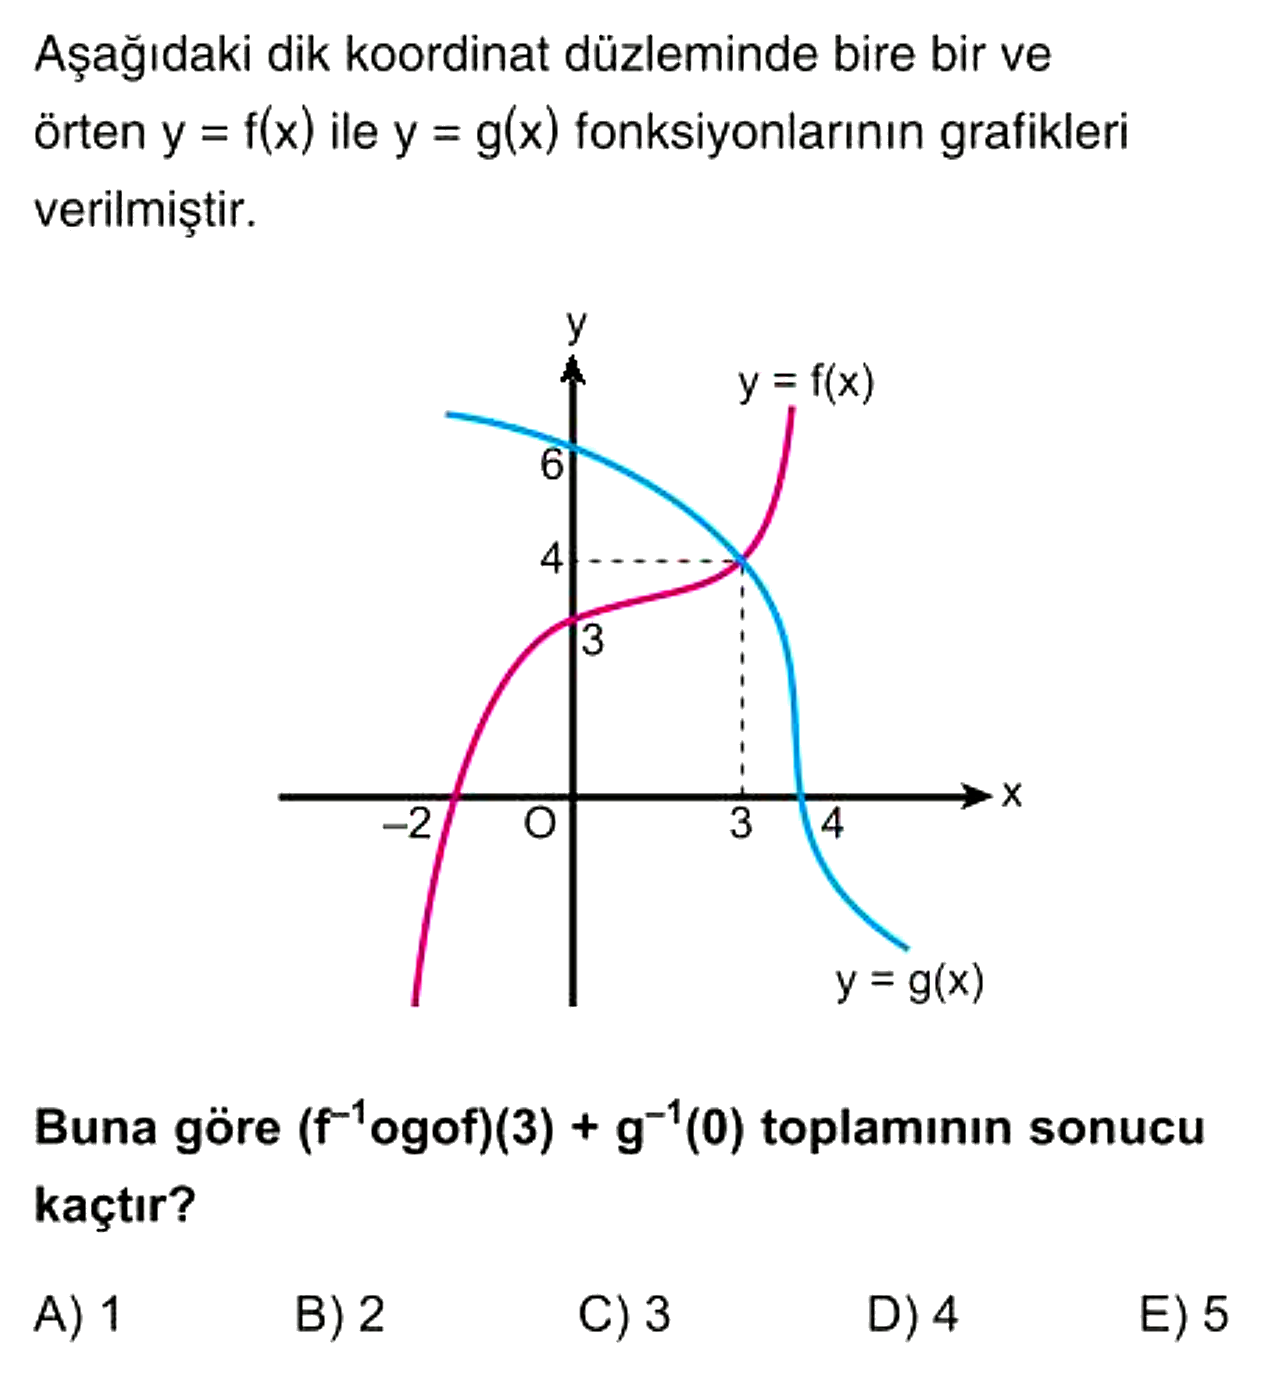 Aşağıdaki dik koordinat düzleminde bire bir ve
örten y = f(x) ile y = g(x) fonksiyonlarının grafikleri
verilmiştir.
y
y = f(x)
6
4
3
–2
O
3
4
x
y = g(x)
Buna göre (f⁻¹ogof)(3) + g⁻¹(0) toplamının sonucu
kaçtır?
A) 1 B) 2 C) 3 D) 4 E) 5